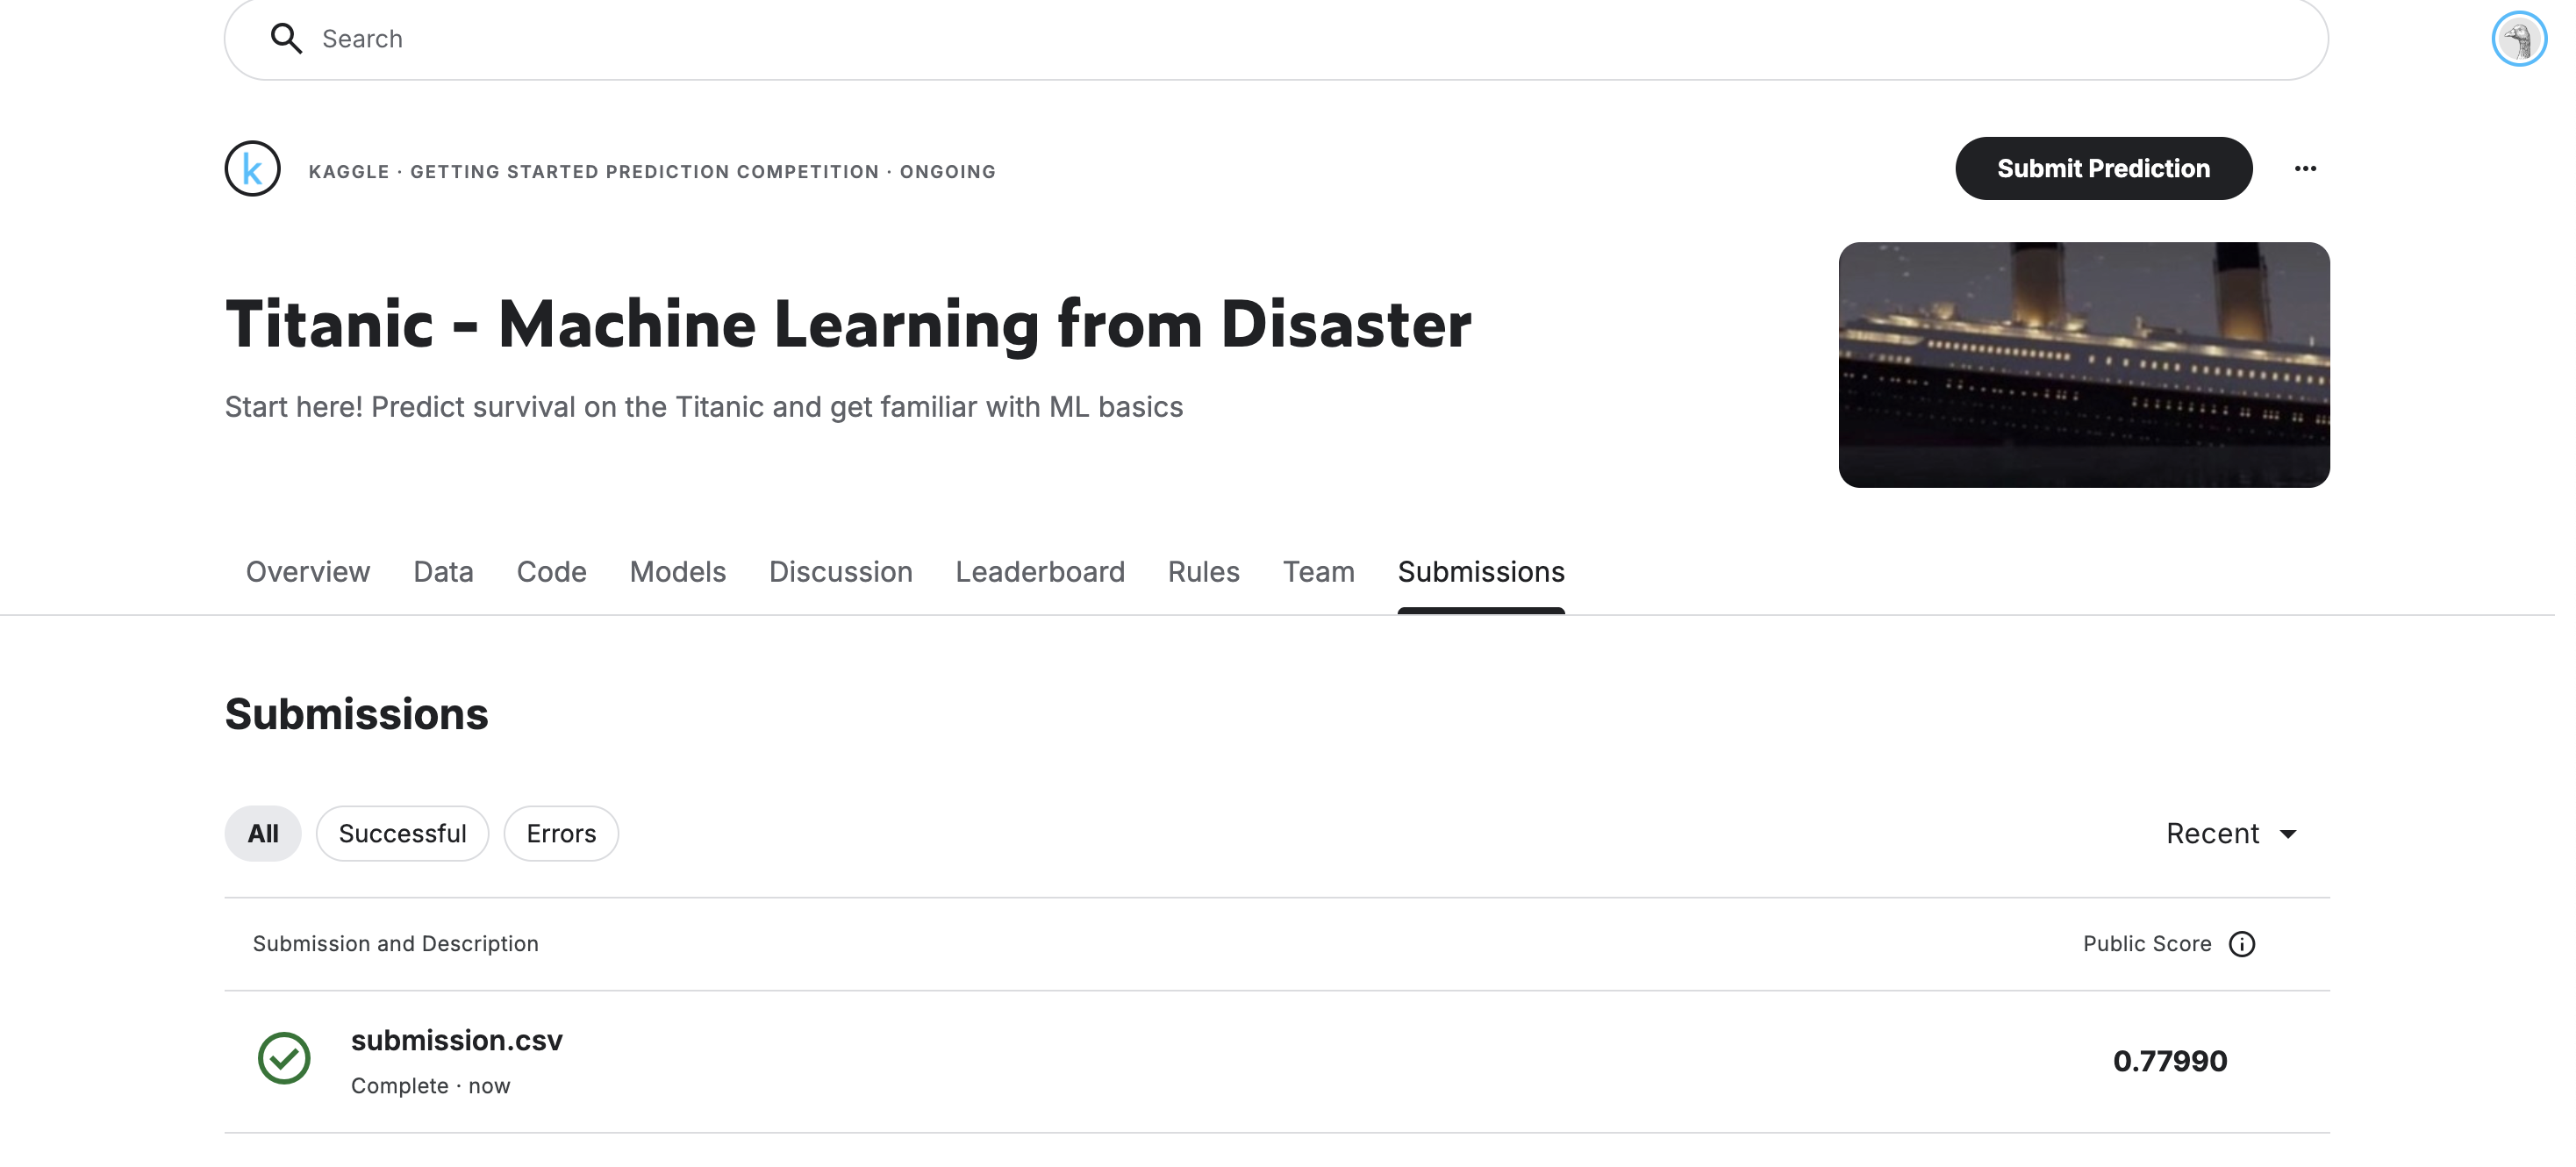 Search
k
KAGGLE · GETTING STARTED PREDICTION COMPETITION · ONGOING
Submit Prediction
Titanic - Machine Learning from Disaster
Start here! Predict survival on the Titanic and get familiar with ML basics
Overview Data Code Models Discussion Leaderboard Rules Team Submissions
Submissions
All Successful Errors
Recent
Submission and Description Public Score
submission.csv
Complete · now
0.77990